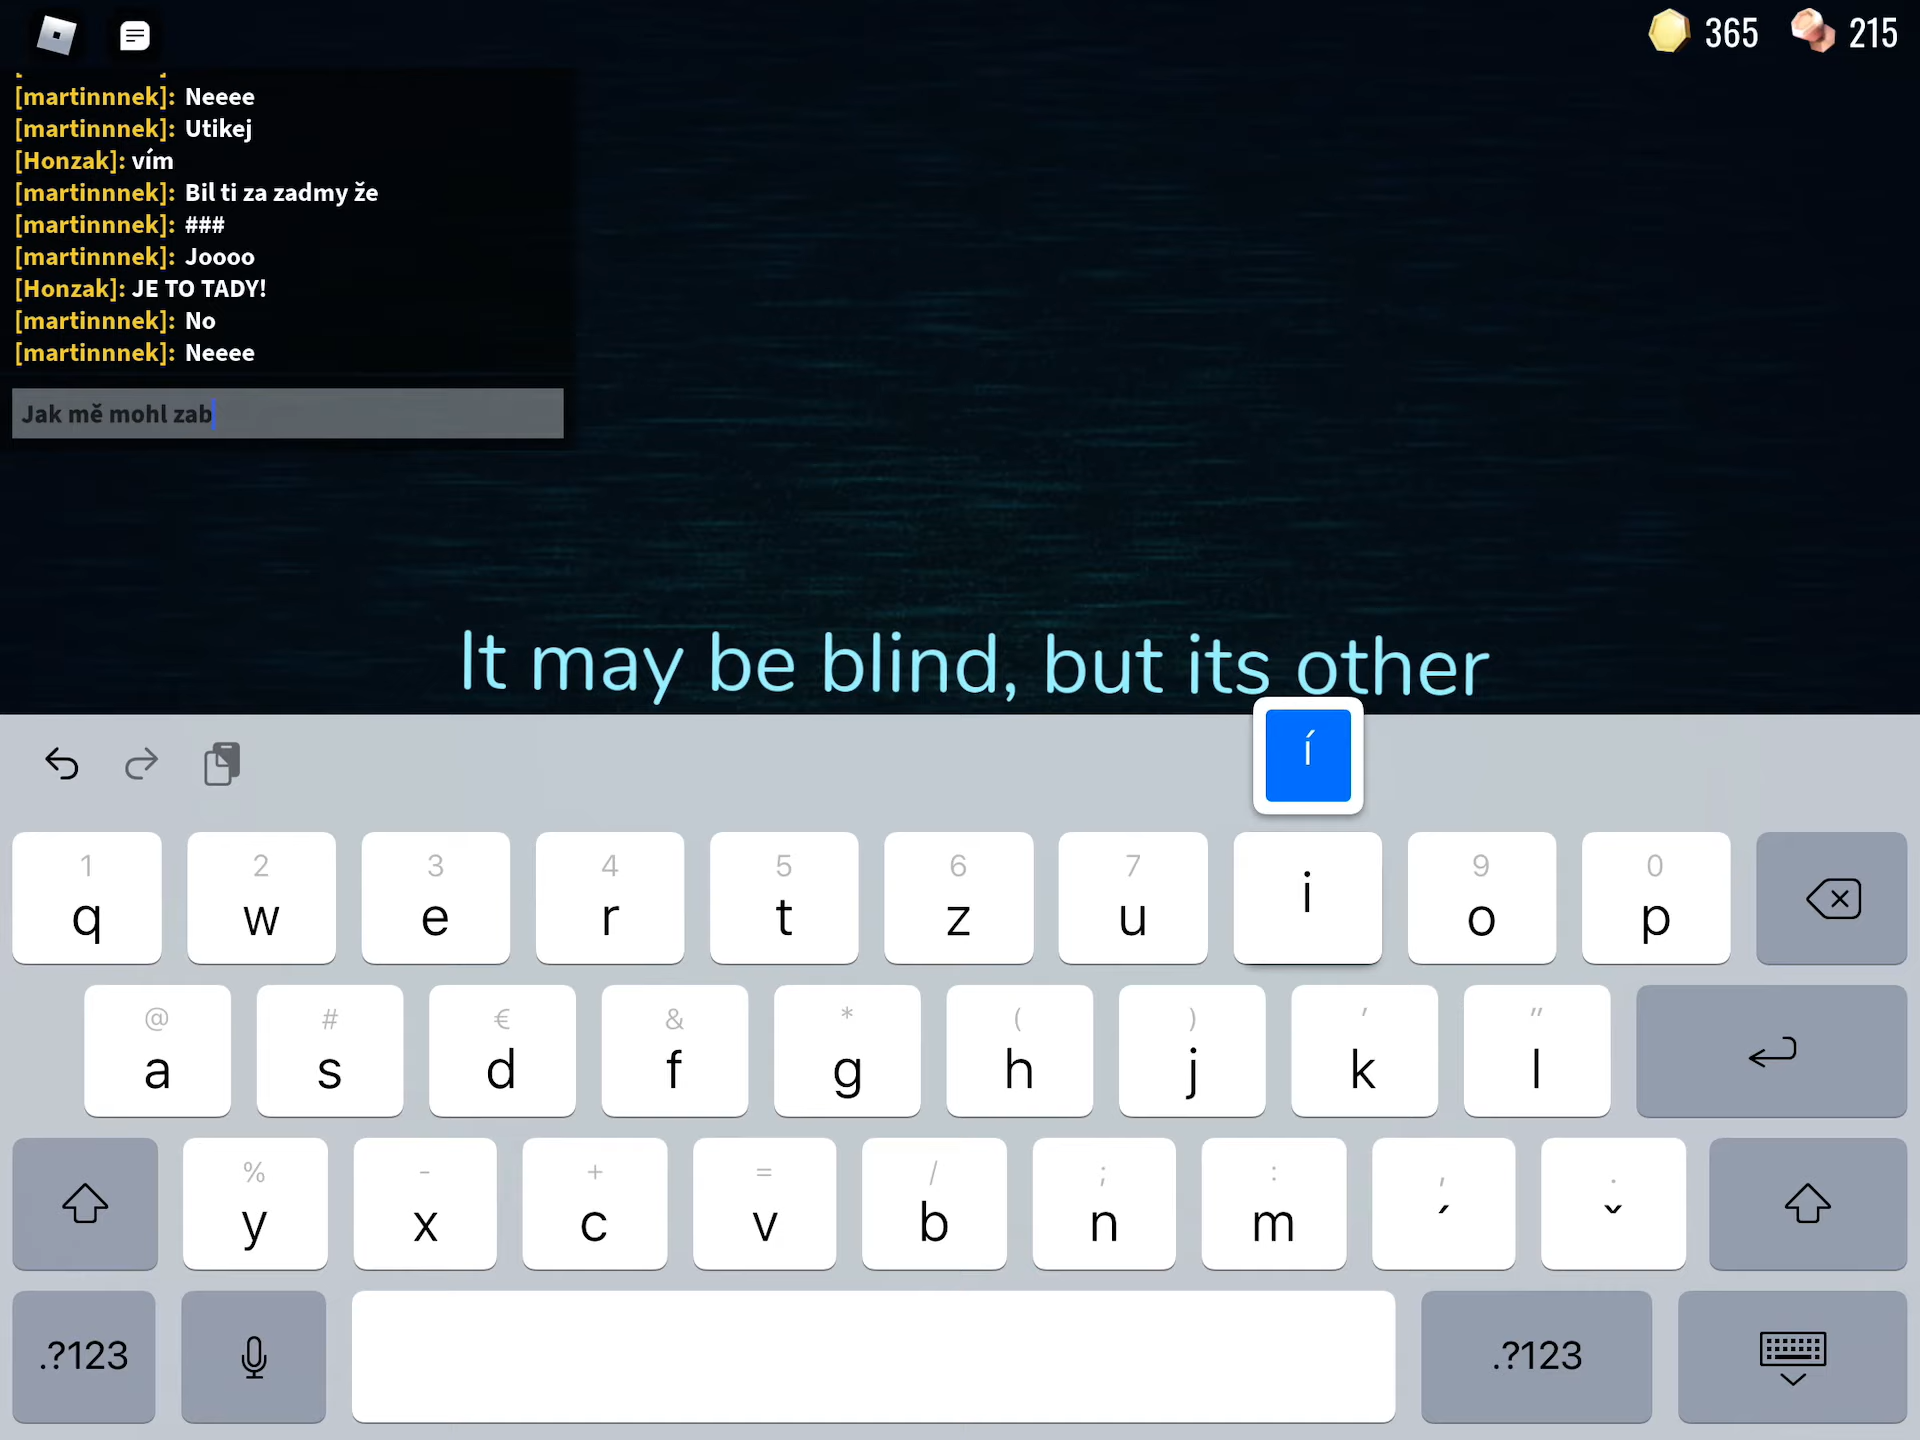 365 215
[martinnnek]: Neeee
[martinnnek]: Utikej
[Honzak]: vím
[martinnnek]: Bil ti za zadmy že
[martinnnek]: ###
[martinnnek]: Joooo
[Honzak]: JE TO TADY!
[martinnnek]: No
[martinnnek]: Neeee
Jak mě mohl zab
It may be blind, but its other
í
1 2 3 4 5 6 7 9 0
q w e r t z u i o p
@ # € & * ( ) ' "
a s d f g h j k l
% - + = / ; : , .
y x c v b n m ´ ˇ
.?123 .?123